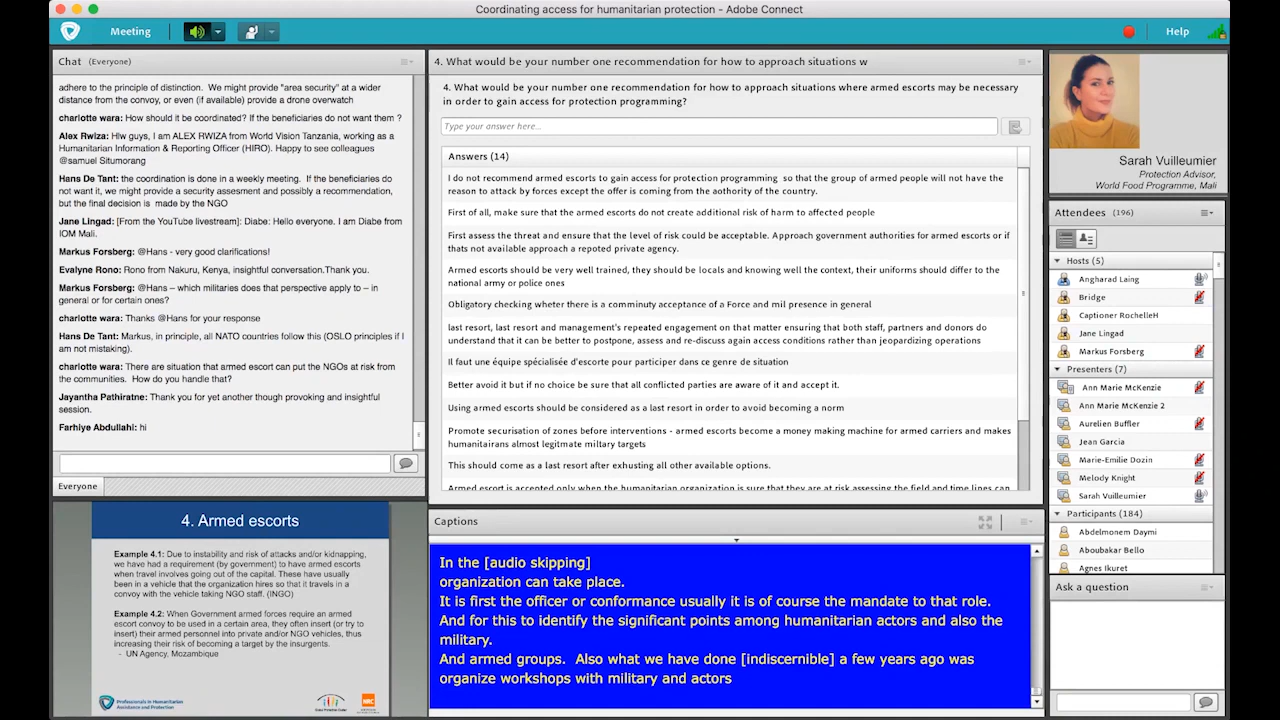 Coordinating access for humanitarian protection - Adobe Connect
Meeting
Help
Chat (Everyone)
adhere to the principle of distinction. We might provide "area security" at a wider
distance from the convoy, or even (if available) provide a drone overwatch
charlotte wara: How should it be coordinated? If the beneficiaries do not want them ?
Alex Rwiza: HIw guys, I am ALEX RWIZA from World Vision Tanzania, working as a
Humanitarian Information & Reporting Officer (HIRO). Happy to see colleagues
@samuel Situmorang
Hans De Tant: the coordination is done in a weekly meeting. If the beneficiaries do
not want it, we might provide a security assesment and possibly a recommendation,
but the final decision is made by the NGO
Jane Lingad: [From the YouTube livestream]: Diabe: Hello everyone. I am Diabe from
IOM Mali.
Markus Forsberg: @Hans - very good clarifications!
Evalyne Rono: Rono from Nakuru, Kenya, insightful conversation.Thank you.
Markus Forsberg: @Hans -- which militaries does that perspective apply to -- in
general or for certain ones?
charlotte wara: Thanks @Hans for your response
Hans De Tant: Markus, in principle, all NATO countries follow this (OSLO principles if I
am not mistaking).
charlotte wara: There are situation that armed escort can put the NGOs at risk from
the communities. How do you handle that?
Jayantha Pathiratne: Thank you for yet another though provoking and insightful
session.
Farhiye Abdullahi: hi
Everyone
4. Armed escorts
Example 4.1: Due to instability and risk of attacks and/or kidnapping,
we have had a requirement (by government) to have armed escorts
when travel involves going out of the capital. These have usually
been in a vehicle that the organization hires so that it travels in a
convoy with the vehicle taking NGO staff. (INGO)
Example 4.2: When Government armed forces require an armed
escort convoy to be used in a certain area, they often insert (or try to
insert) their armed personnel into private and/or NGO vehicles, thus
increasing their risk of becoming a target by the insurgents.
- UN Agency, Mozambique
Professionals in Humanitarian
Assistance and Protection
Global Protection Cluster
NRC
4. What would be your number one recommendation for how to approach situations w
4. What would be your number one recommendation for how to approach situations where armed escorts may be necessary
in order to gain access for protection programming?
Type your answer here...
Answers (14)
I do not recommend armed escorts to gain access for protection programming so that the group of armed people will not have the
reason to attack by forces except the offer is coming from the aothority of the country.
First of all, make sure that the armed escorts do not create additional risk of harm to affected people
First assess the threat and ensure that the level of risk could be acceptable. Approach government authorities for armed escorts or if
thats not available approach a repoted private agency.
Armed escorts should be very well trained, they should be locals and knowing well the context, their uniforms should differ to the
national army or police ones
Obligatory checking wheter there is a comminuty acceptance of a Force and mil presence in general
last resort, last resort and management's repeated engagement on that matter ensuring that both staff, partners and donors do
understand that it can be better to postpone, assess and re-discuss again access conditions rather than jeopardizing operations
Il faut une équipe spécialisée d'escorte pour participer dans ce genre de situation
Better avoid it but if no choice be sure that all conflicted parties are aware of it and accept it.
Using armed escorts should be considered as a last resort in order to avoid becoming a norm
Promote securisation of zones before interventions - armed escorts become a money making machine for armed carriers and makes
humanitairans almost legitmate miltary targets
This should come as a last resort after exhusting all other available options.
Armed escort is accepted only when the humanitarian organization is sure that they are at risk assessing the field and time lines can
Captions
In the [audio skipping]
organization can take place.
It is first the officer or conformance usually it is of course the mandate to that role.
And for this to identify the significant points among humanitarian actors and also the
military.
And armed groups. Also what we have done [indiscernible] a few years ago was
organize workshops with military and actors
Sarah Vuilleumier
Protection Advisor,
World Food Programme, Mali
Attendees (196)
Hosts (5)
Angharad Laing
Bridge
Captioner RochelleH
Jane Lingad
Markus Forsberg
Presenters (7)
Ann Marie McKenzie
Ann Marie McKenzie 2
Aurelien Buffler
Jean Garcia
Marie-Emilie Dozin
Melody Knight
Sarah Vuilleumier
Participants (184)
Abdelmonem Daymi
Aboubakar Bello
Agnes Ikuret
Ask a question